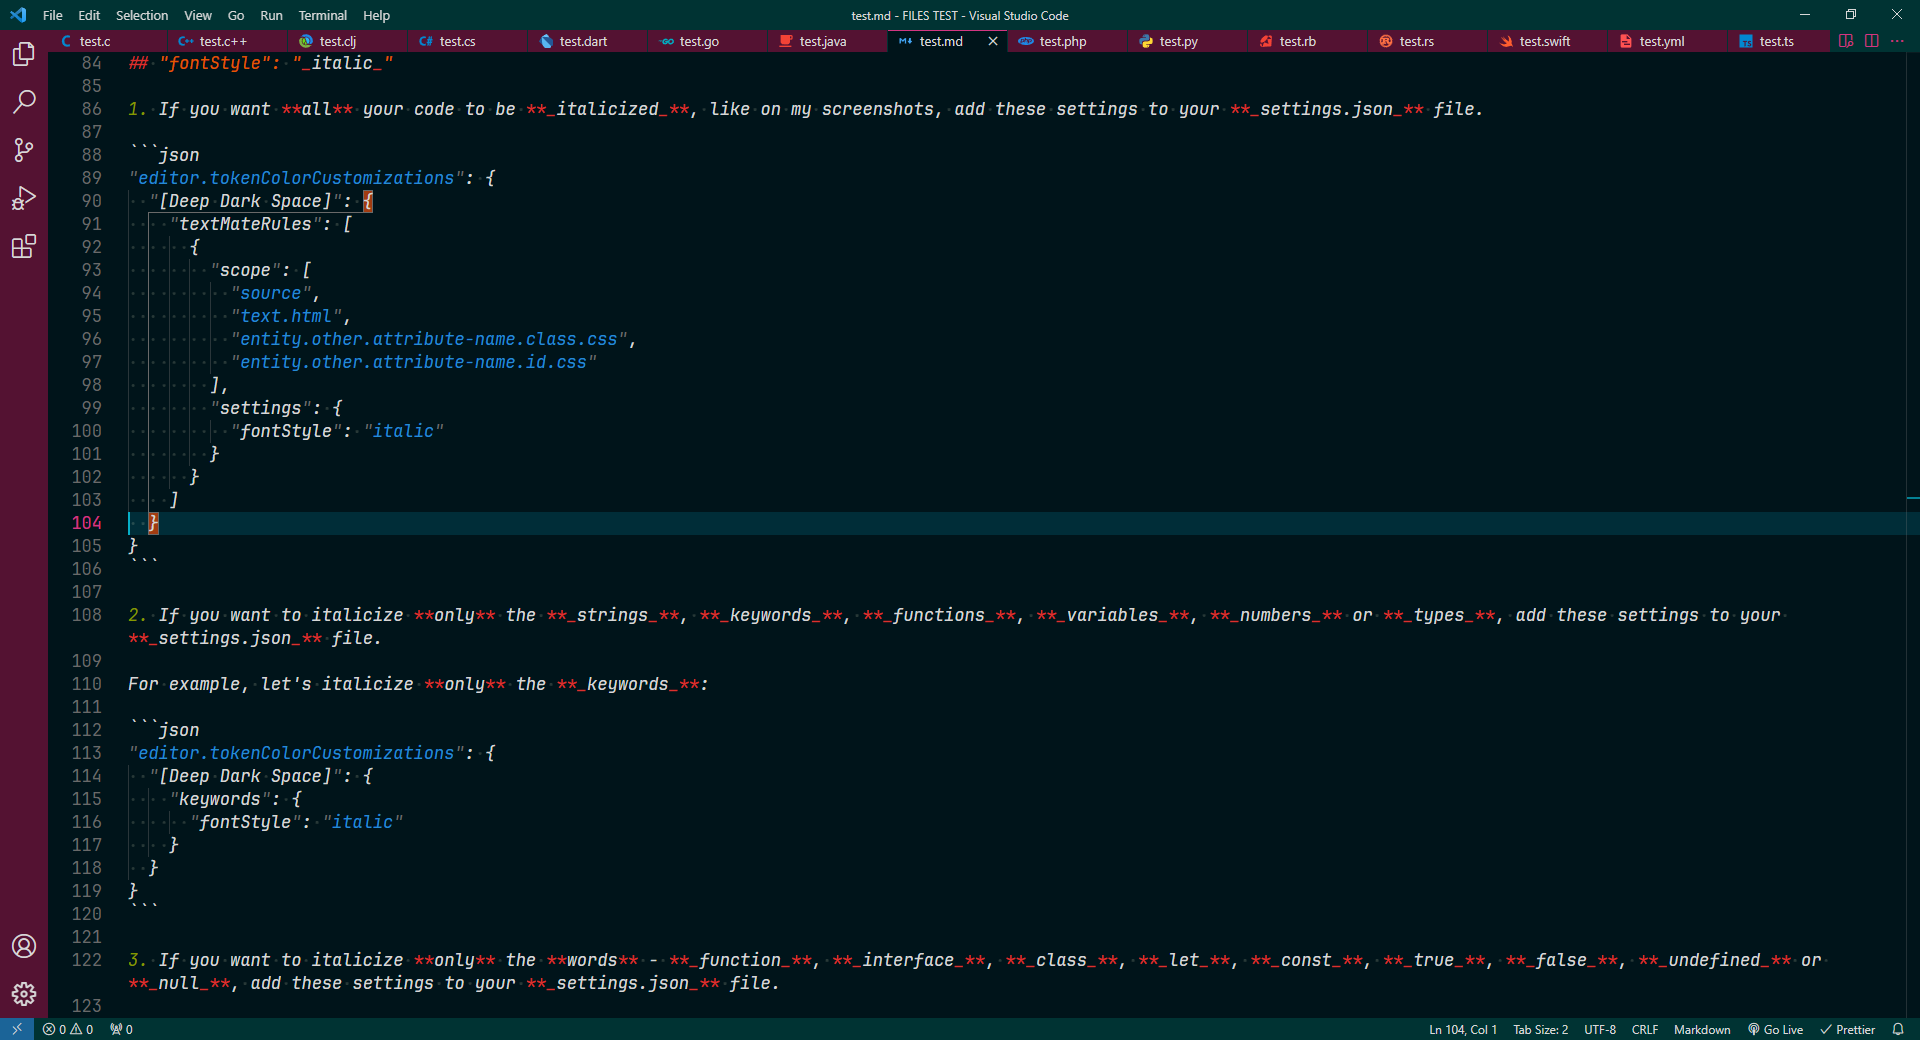 File Edit Selection View Go Run Terminal Help test.md - FILES TEST - Visual Studio Code
test.c test.c++ test.clj test.cs test.dart test.go test.java test.md test.php test.py test.rb test.rs test.swift test.yml test.ts
84 ## "fontStyle": "_italic_"
85
86 1. If you want **all** your code to be **_italicized_**, like on my screenshots, add these settings to your **_settings.json_** file.
87
88 ```json
89 "editor.tokenColorCustomizations": {
90   "[Deep Dark Space]": {
91     "textMateRules": [
92       {
93         "scope": [
94           "source",
95           "text.html",
96           "entity.other.attribute-name.class.css",
97           "entity.other.attribute-name.id.css"
98         ],
99         "settings": {
100           "fontStyle": "italic"
101         }
102       }
103     ]
104   }
105 }
106 ```
107
108 2. If you want to italicize **only** the **_strings_**, **_keywords_**, **_functions_**, **_variables_**, **_numbers_** or **_types_**, add these settings to your
**_settings.json_** file.
109
110 For example, let's italicize **only** the **_keywords_**:
111
112 ```json
113 "editor.tokenColorCustomizations": {
114   "[Deep Dark Space]": {
115     "keywords": {
116       "fontStyle": "italic"
117     }
118   }
119 }
120 ```
121
122 3. If you want to italicize **only** the **words** - **_function_**, **_interface_**, **_class_**, **_let_**, **_const_**, **_true_**, **_false_**, **_undefined_** or
**_null_**, add these settings to your **_settings.json_** file.
123
0 0 0 Ln 104, Col 1 Tab Size: 2 UTF-8 CRLF Markdown Go Live Prettier